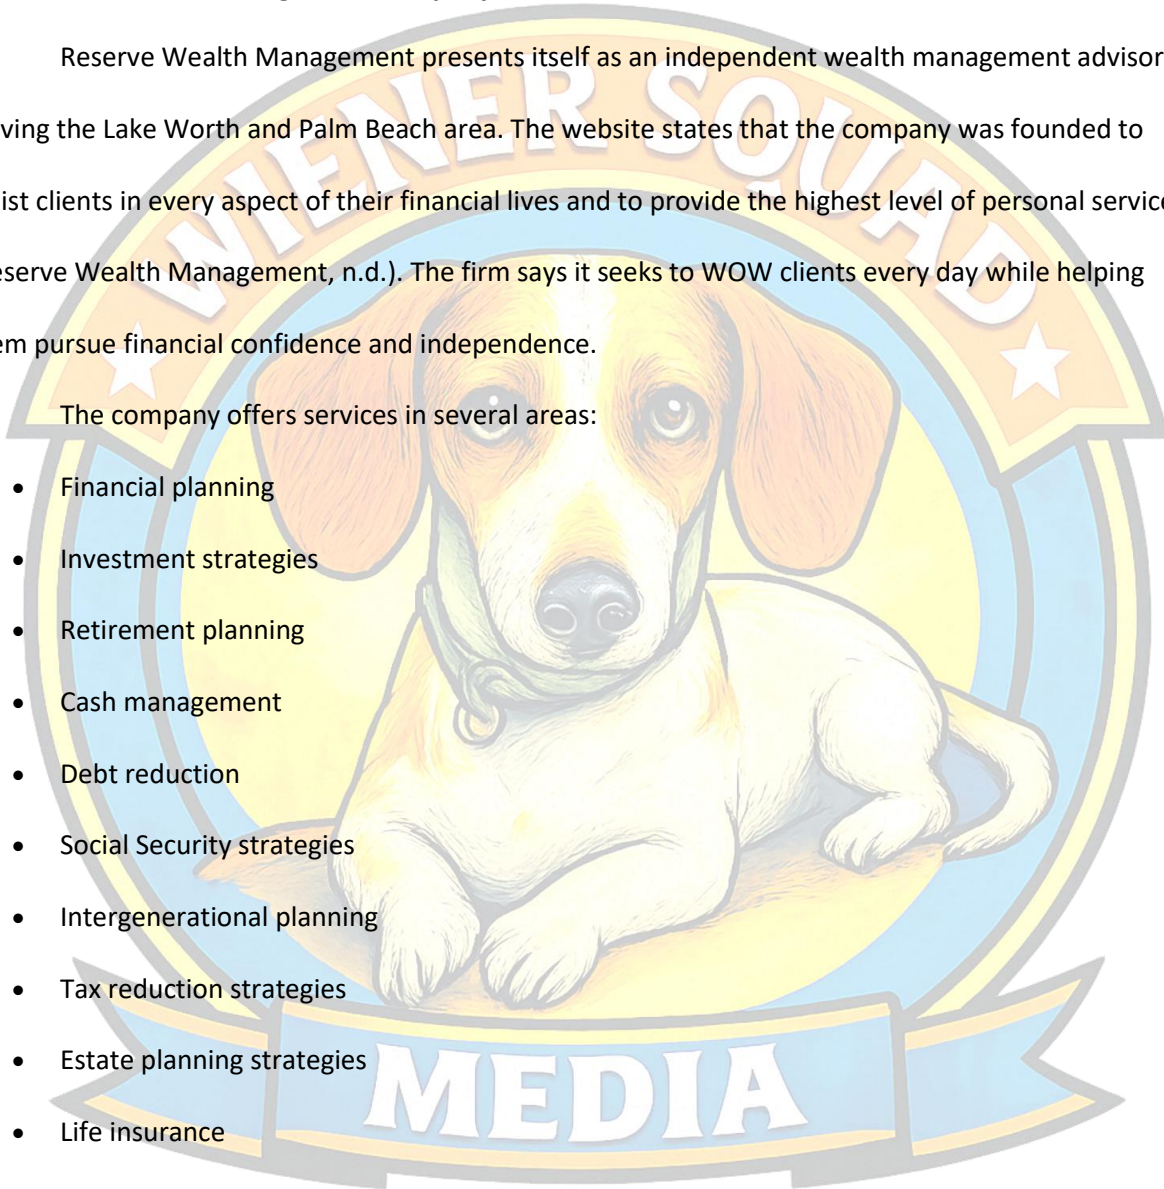 Reserve Wealth Management presents itself as an independent wealth management advisor
ving the Lake Worth and Palm Beach area. The website states that the company was founded to
ist clients in every aspect of their financial lives and to provide the highest level of personal service
eserve Wealth Management, n.d.). The firm says it seeks to WOW clients every day while helping
em pursue financial confidence and independence.
The company offers services in several areas:
• Financial planning
• Investment strategies
• Retirement planning
• Cash management
• Debt reduction
• Social Security strategies
• Intergenerational planning
• Tax reduction strategies
• Estate planning strategies
• Life insurance
WIENER SQUAD
MEDIA